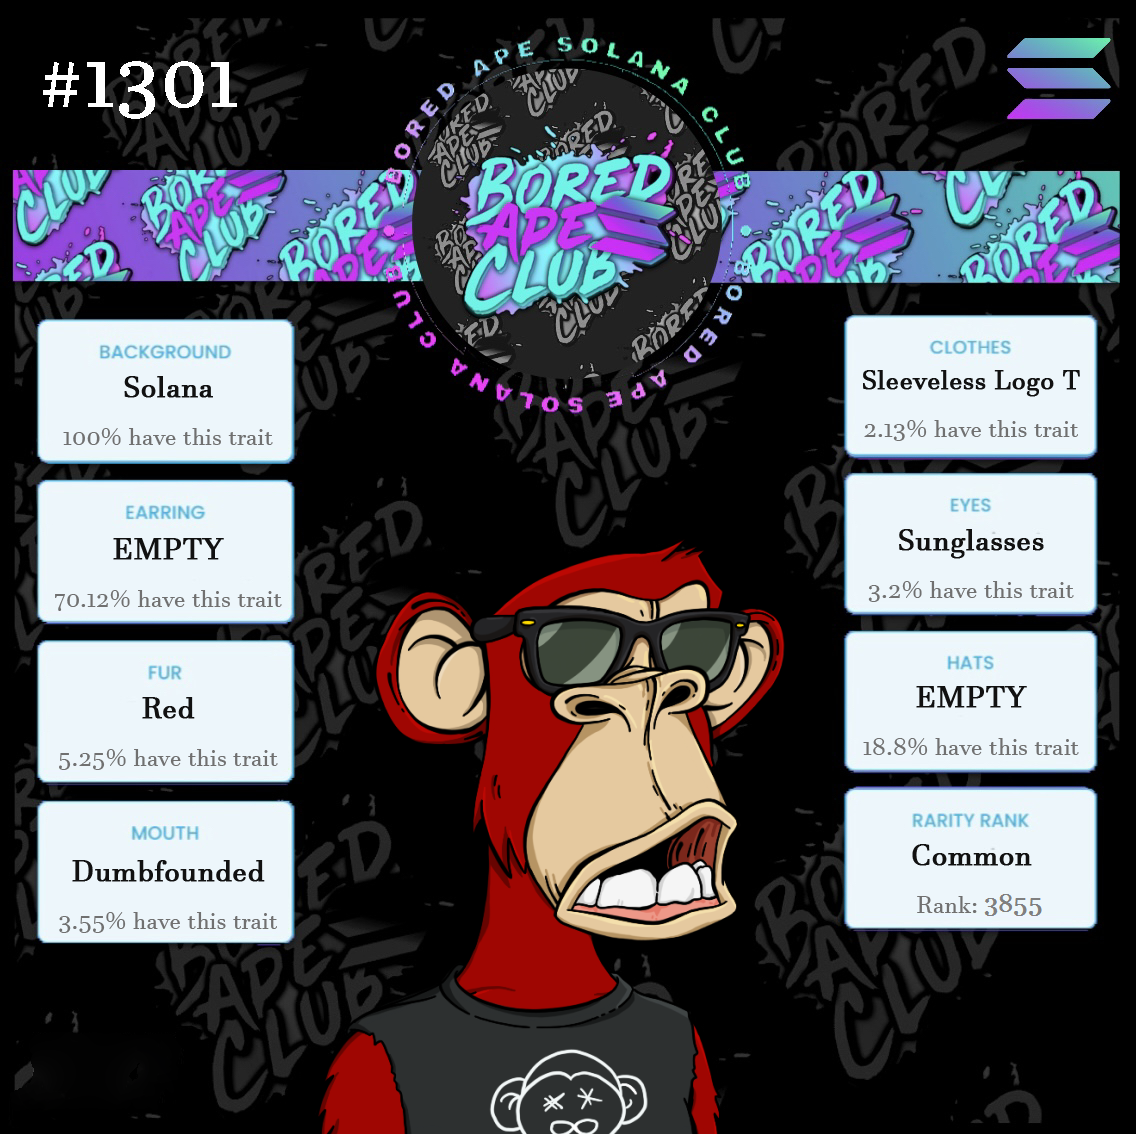 #1301
BORED APE SOLANA CLUB
BORED
APE
CLUB
BORED APE SOLANA CLUB
BACKGROUND
Solana
100% have this trait
EARRING
EMPTY
70.12% have this trait
FUR
Red
5.25% have this trait
MOUTH
Dumbfounded
3.55% have this trait
CLOTHES
Sleeveless Logo T
2.13% have this trait
EYES
Sunglasses
3.2% have this trait
HATS
EMPTY
18.8% have this trait
RARITY RANK
Common
Rank: 3855